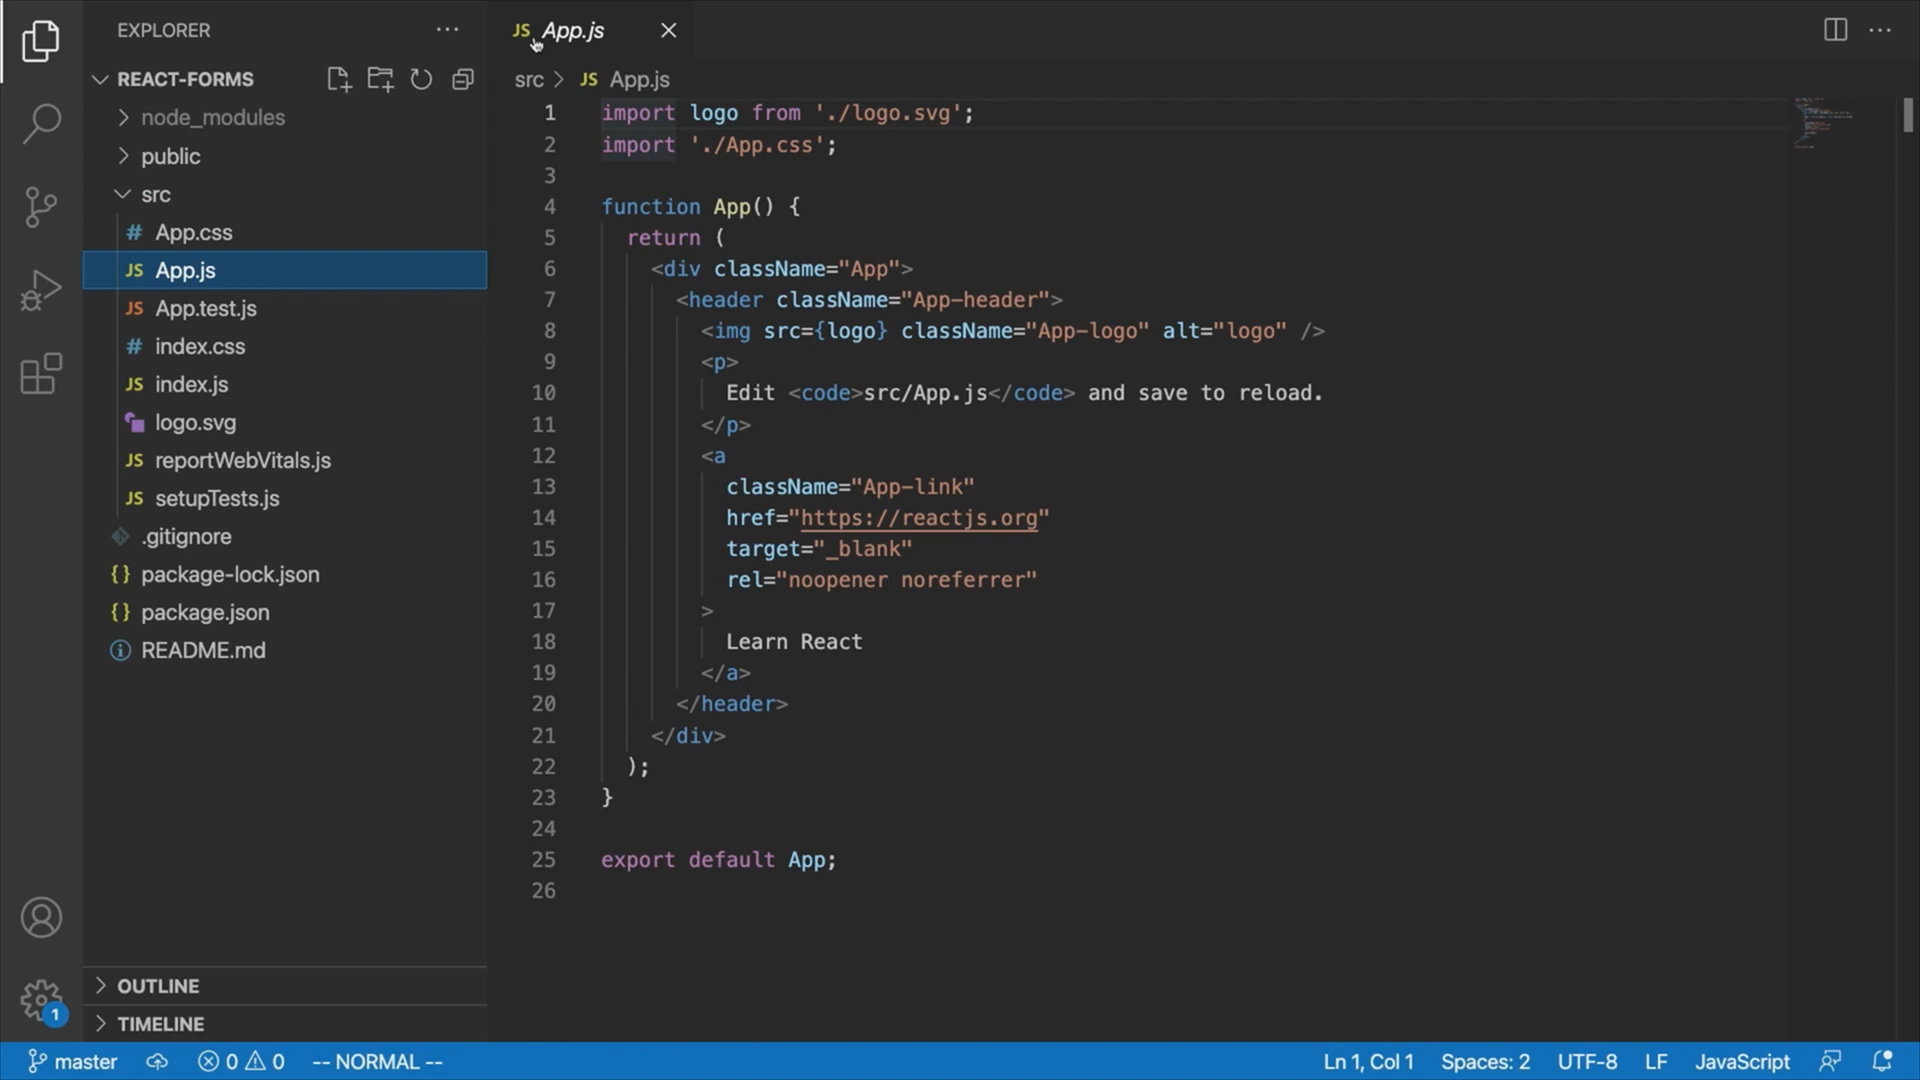 EXPLORER
REACT-FORMS
node_modules
public
src
# App.css
JS App.js
JS App.test.js
# index.css
JS index.js
logo.svg
JS reportWebVitals.js
JS setupTests.js
.gitignore
{} package-lock.json
{} package.json
README.md
OUTLINE
TIMELINE
JS App.js
src > JS App.js
1 import logo from './logo.svg';
2 import './App.css';
3
4 function App() {
5 return (
6 <div className="App">
7 <header className="App-header">
8 <img src={logo} className="App-logo" alt="logo" />
9 <p>
10 Edit <code>src/App.js</code> and save to reload.
11 </p>
12 <a
13 className="App-link"
14 href="https://reactjs.org"
15 target="_blank"
16 rel="noopener noreferrer"
17 >
18 Learn React
19 </a>
20 </header>
21 </div>
22 );
23 }
24
25 export default App;
26
1
master 0 0 -- NORMAL -- Ln 1, Col 1 Spaces: 2 UTF-8 LF JavaScript